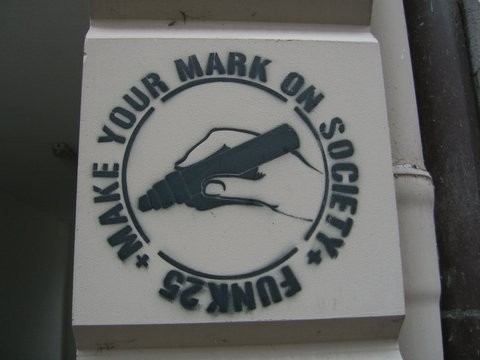 +MAKE YOUR MARK ON SOCIETY+
FUNK25